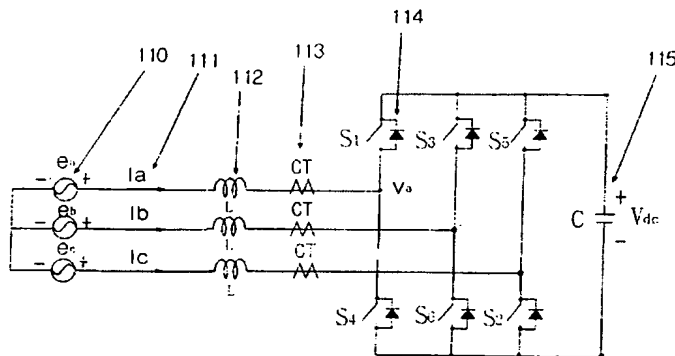 110
111
112
113
114
115
ea
Ia
L
CT
Va
S1
S3
S5
eb
Ib
L
CT
C
Vdc
ec
Ic
L
CT
S4
S6
S2
+
-